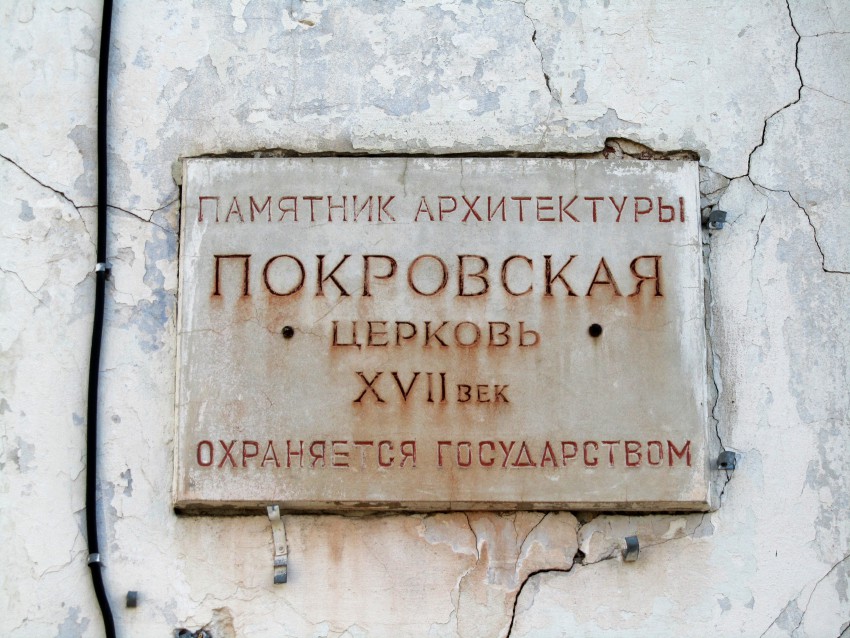 ПАМЯТНИК АРХИТЕКТУРЫ
ПОКРОВСКАЯ
ЦЕРКОВЬ
XVII ВЕК
ОХРАНЯЕТСЯ ГОСУДАРСТВОМ